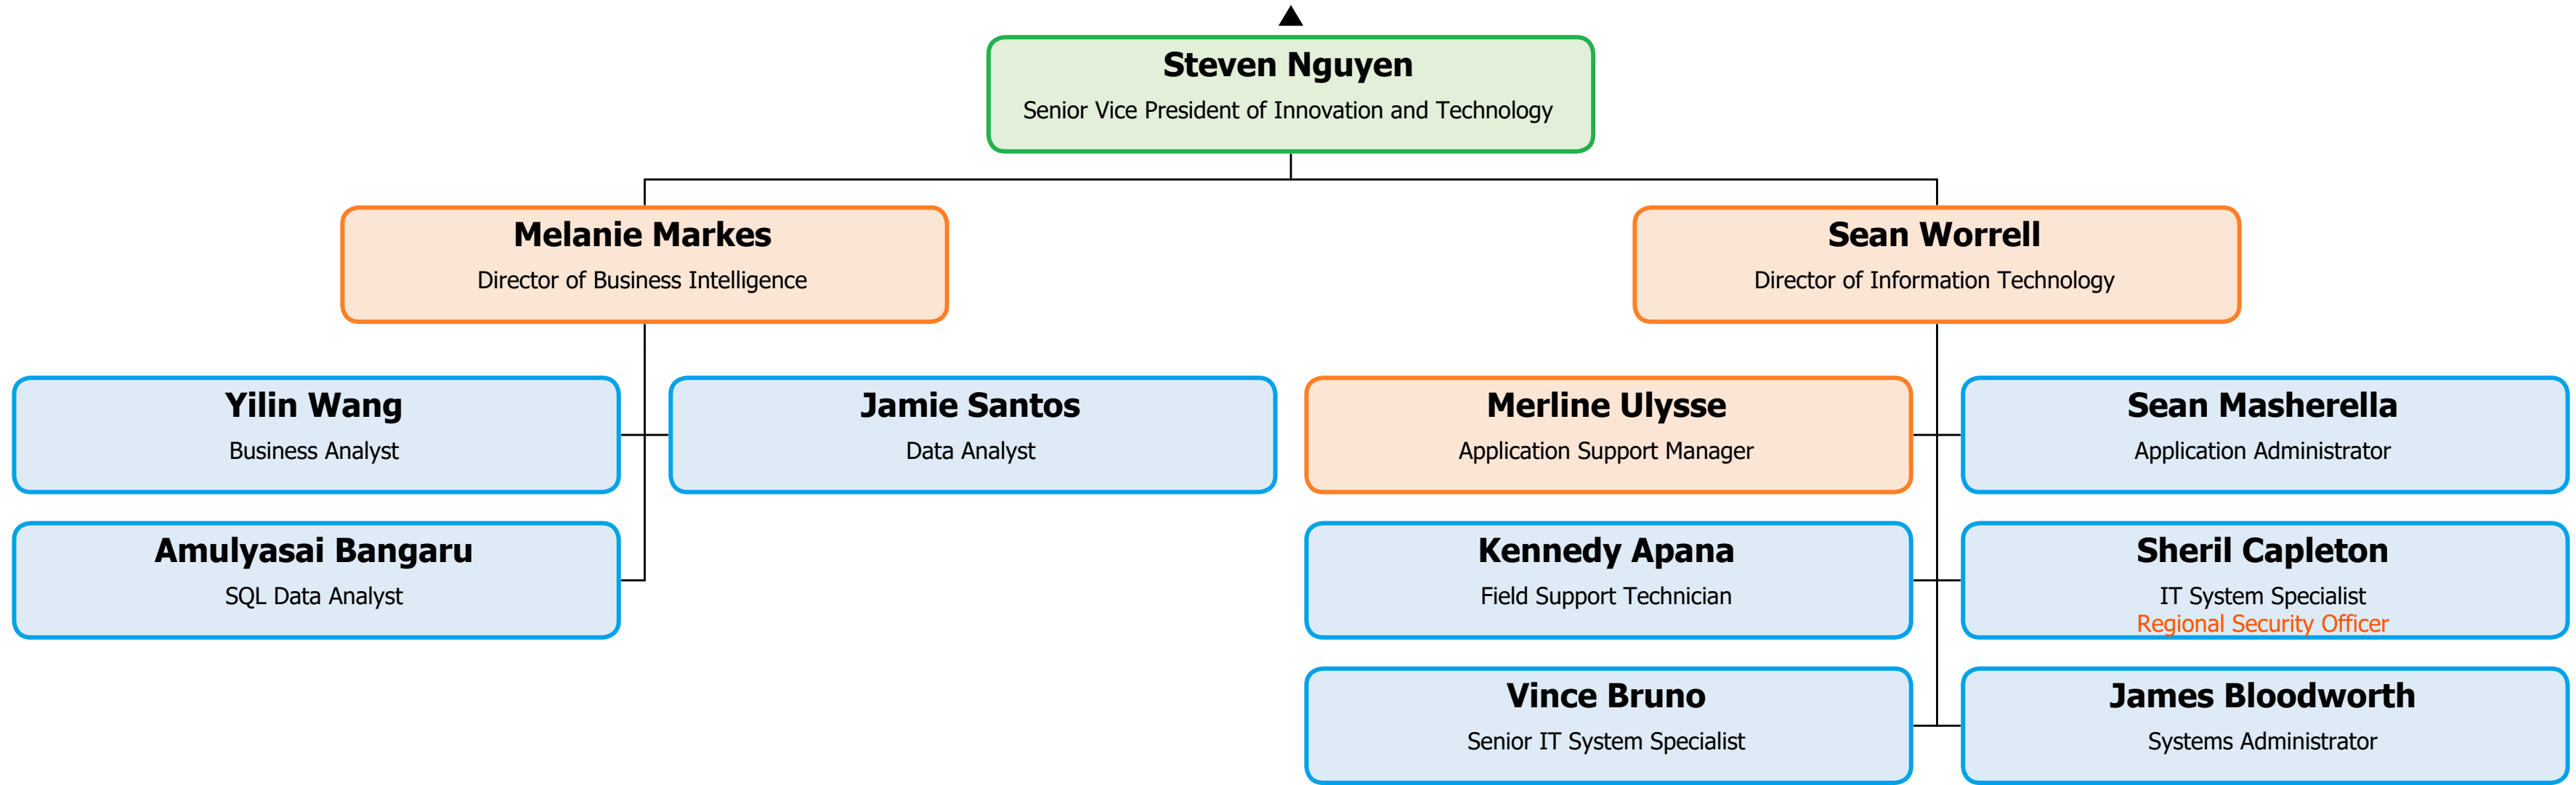 Steven Nguyen
Senior Vice President of Innovation and Technology
Melanie Markes
Director of Business Intelligence
Sean Worrell
Director of Information Technology
Yilin Wang
Business Analyst
Jamie Santos
Data Analyst
Merline Ulysse
Application Support Manager
Sean Masherella
Application Administrator
Amulyasai Bangaru
SQL Data Analyst
Kennedy Apana
Field Support Technician
Sheril Capleton
IT System Specialist
Regional Security Officer
Vince Bruno
Senior IT System Specialist
James Bloodworth
Systems Administrator